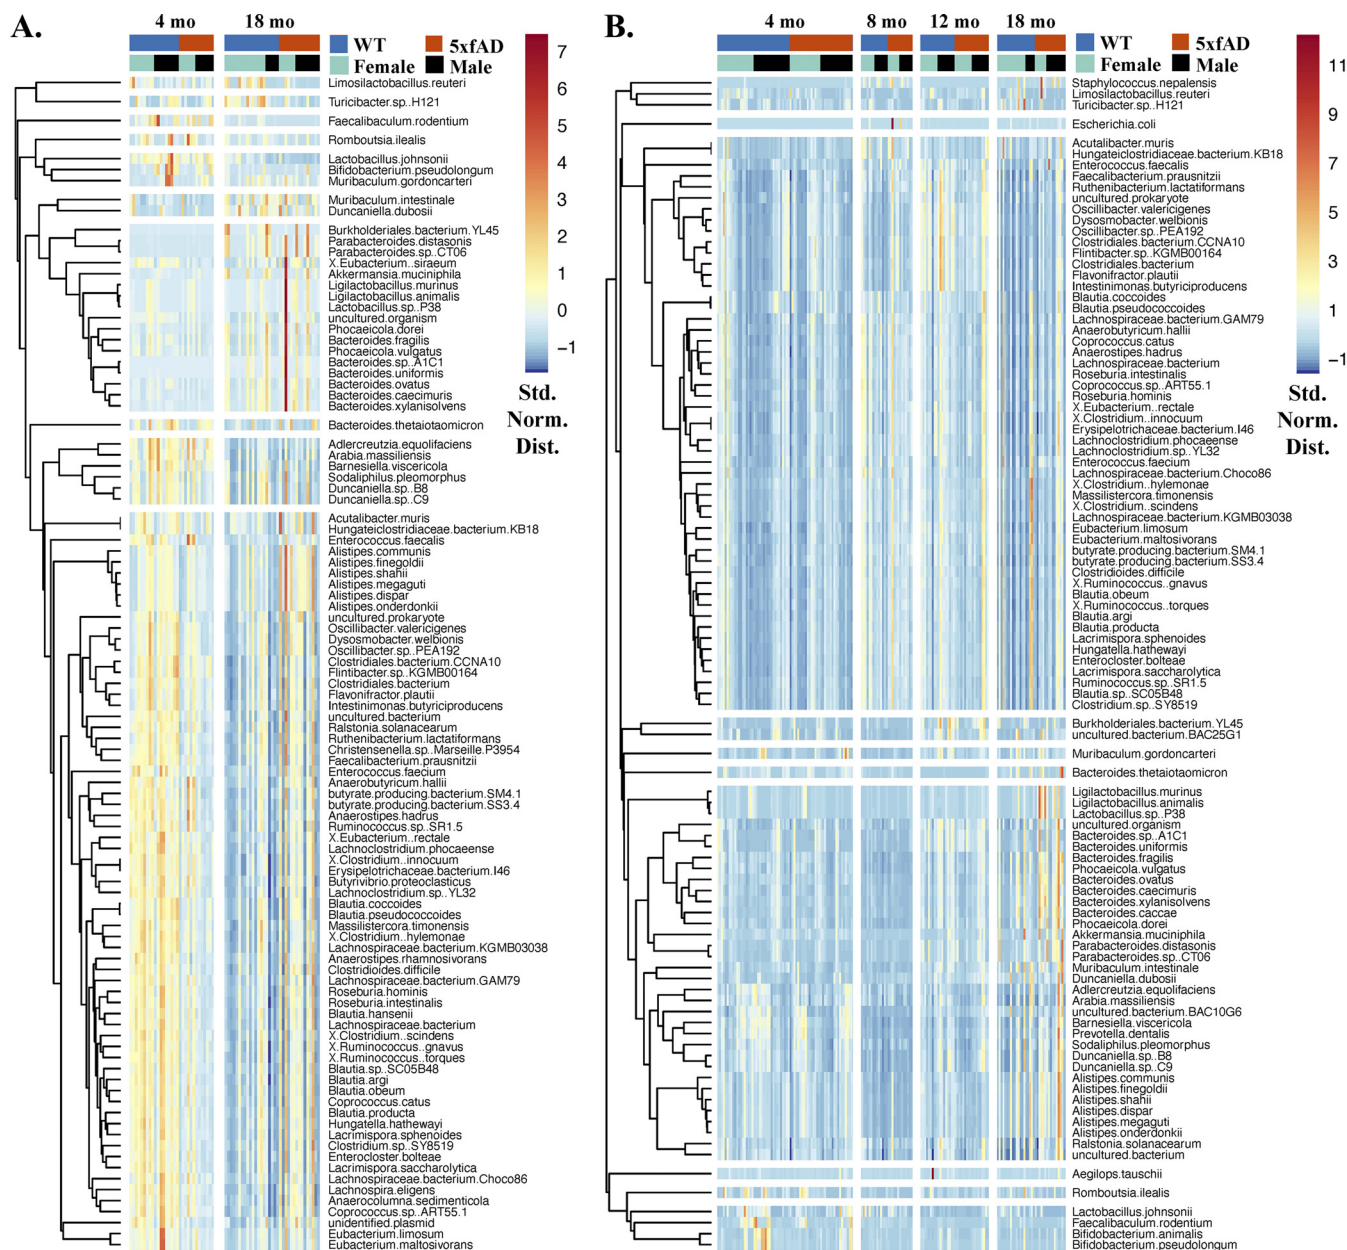 A.
4 mo 18 mo
WT 5xfAD
Female Male
Limosilactobacillus.reuteri
Turicibacter.sp..H121
Faecalibaculum.rodentium
Romboutsia.ilealis
Lactobacillus.johnsonii
Bifidobacterium.pseudolongum
Muribaculum.gordoncarteri
Muribaculum.intestinale
Duncaniella.dubosii
Burkholderiales.bacterium.YL45
Parabacteroides.distasonis
Parabacteroides.sp..CT06
X.Eubacterium..siraeum
Akkermansia.muciniphila
Ligilactobacillus.murinus
Ligilactobacillus.animalis
Lactobacillus.sp..P38
uncultured.organism
Phocaeicola.dorei
Bacteroides.fragilis
Phocaeicola.vulgatus
Bacteroides.sp..A1C1
Bacteroides.uniformis
Bacteroides.ovatus
Bacteroides.caecimuris
Bacteroides.xylanisolvens
Bacteroides.thetaiotaomicron
Adlercreutzia.equolifaciens
Arabia.massiliensis
Barnesiella.viscericola
Sodaliphilus.pleomorphus
Duncaniella.sp..B8
Duncaniella.sp..C9
Acutalibacter.muris
Hungateiclostridiaceae.bacterium.KB18
Enterococcus.faecalis
Alistipes.communis
Alistipes.finegoldii
Alistipes.shahii
Alistipes.megaguti
Alistipes.dispar
Alistipes.onderdonkii
uncultured.prokaryote
Oscillibacter.valericigenes
Dysosmobacter.welbionis
Oscillibacter.sp..PEA192
Clostridiales.bacterium.CCNA10
Flintibacter.sp..KGMB00164
Clostridiales.bacterium
Flavonifractor.plautii
Intestinimonas.butyriciproducens
uncultured.bacterium
Ralstonia.solanacearum
Ruthenibacterium.lactatiformans
Christensenella.sp..Marseille.P3954
Faecalibacterium.prausnitzii
Enterococcus.faecium
Anaerobutyricum.hallii
butyrate.producing.bacterium.SM4.1
butyrate.producing.bacterium.SS3.4
Anaerostipes.hadrus
Ruminococcus.sp..SR1.5
X.Eubacterium..rectale
Lachnoclostridium.phocaeense
X.Clostridium..innocuum
Erysipelotrichaceae.bacterium.I46
Butyrivibrio.proteoclasticus
Lachnoclostridium.sp..YL32
Blautia.coccoides
Blautia.pseudococcoides
Massilistercora.timonensis
X.Clostridium..hylemonae
Lachnospiraceae.bacterium.KGMB03038
Anaerostipes.rhamnosivorans
Clostridioides.difficile
Lachnospiraceae.bacterium.GAM79
Roseburia.hominis
Roseburia.intestinalis
Blautia.hansenii
Lachnospiraceae.bacterium
X.Clostridium..scindens
X.Ruminococcus..gnavus
X.Ruminococcus..torques
Blautia.sp..SC05B48
Blautia.argi
Blautia.obeum
Coprococcus.catus
Blautia.producta
Hungatella.hathewayi
Lacrimispora.sphenoides
Clostridium.sp..SY8519
Enterocloster.bolteae
Lacrimispora.saccharolytica
Lachnospiraceae.bacterium.Choco86
Lachnospira.eligens
Anaerocolumna.sedimenticola
Coprococcus.sp..ART55.1
unidentified.plasmid
Eubacterium.limosum
Eubacterium.maltosivorans
7
6
5
4
3
2
1
0
−1
Std.
Norm.
Dist.
B.
4 mo 8 mo 12 mo 18 mo
WT 5xfAD
Female Male
Staphylococcus.nepalensis
Limosilactobacillus.reuteri
Turicibacter.sp..H121
Escherichia.coli
Acutalibacter.muris
Hungateiclostridiaceae.bacterium.KB18
Enterococcus.faecalis
Faecalibacterium.prausnitzii
Ruthenibacterium.lactatiformans
uncultured.prokaryote
Oscillibacter.valericigenes
Dysosmobacter.welbionis
Oscillibacter.sp..PEA192
Clostridiales.bacterium.CCNA10
Flintibacter.sp..KGMB00164
Clostridiales.bacterium
Flavonifractor.plautii
Intestinimonas.butyriciproducens
Blautia.coccoides
Blautia.pseudococcoides
Lachnospiraceae.bacterium.GAM79
Anaerobutyricum.hallii
Coprococcus.catus
Anaerostipes.hadrus
Lachnospiraceae.bacterium
Roseburia.intestinalis
Coprococcus.sp..ART55.1
Roseburia.hominis
X.Eubacterium..rectale
X.Clostridium..innocuum
Erysipelotrichaceae.bacterium.I46
Lachnoclostridium.phocaeense
Lachnoclostridium.sp..YL32
Enterococcus.faecium
Lachnospiraceae.bacterium.Choco86
X.Clostridium..hylemonae
Massilistercora.timonensis
X.Clostridium..scindens
Lachnospiraceae.bacterium.KGMB03038
Eubacterium.limosum
Eubacterium.maltosivorans
butyrate.producing.bacterium.SM4.1
butyrate.producing.bacterium.SS3.4
Clostridioides.difficile
X.Ruminococcus..gnavus
Blautia.obeum
X.Ruminococcus..torques
Blautia.argi
Blautia.producta
Lacrimispora.sphenoides
Hungatella.hathewayi
Enterocloster.bolteae
Lacrimispora.saccharolytica
Ruminococcus.sp..SR1.5
Blautia.sp..SC05B48
Clostridium.sp..SY8519
Burkholderiales.bacterium.YL45
uncultured.bacterium.BAC25G1
Muribaculum.gordoncarteri
Bacteroides.thetaiotaomicron
Ligilactobacillus.murinus
Ligilactobacillus.animalis
Lactobacillus.sp..P38
uncultured.organism
Bacteroides.sp..A1C1
Bacteroides.uniformis
Bacteroides.fragilis
Phocaeicola.vulgatus
Bacteroides.ovatus
Bacteroides.caecimuris
Bacteroides.xylanisolvens
Bacteroides.caccae
Phocaeicola.dorei
Akkermansia.muciniphila
Parabacteroides.distasonis
Parabacteroides.sp..CT06
Muribaculum.intestinale
Duncaniella.dubosii
Adlercreutzia.equolifaciens
Arabia.massiliensis
uncultured.bacterium.BAC10G6
Barnesiella.viscericola
Prevotella.dentalis
Sodaliphilus.pleomorphus
Duncaniella.sp..B8
Duncaniella.sp..C9
Alistipes.communis
Alistipes.finegoldii
Alistipes.shahii
Alistipes.dispar
Alistipes.megaguti
Alistipes.onderdonkii
Ralstonia.solanacearum
uncultured.bacterium
Aegilops.tauschii
Romboutsia.ilealis
Lactobacillus.johnsonii
Faecalibaculum.rodentium
Bifidobacterium.animalis
Bifidobacterium.pseudolongum
11
9
7
5
3
1
−1
Std.
Norm.
Dist.